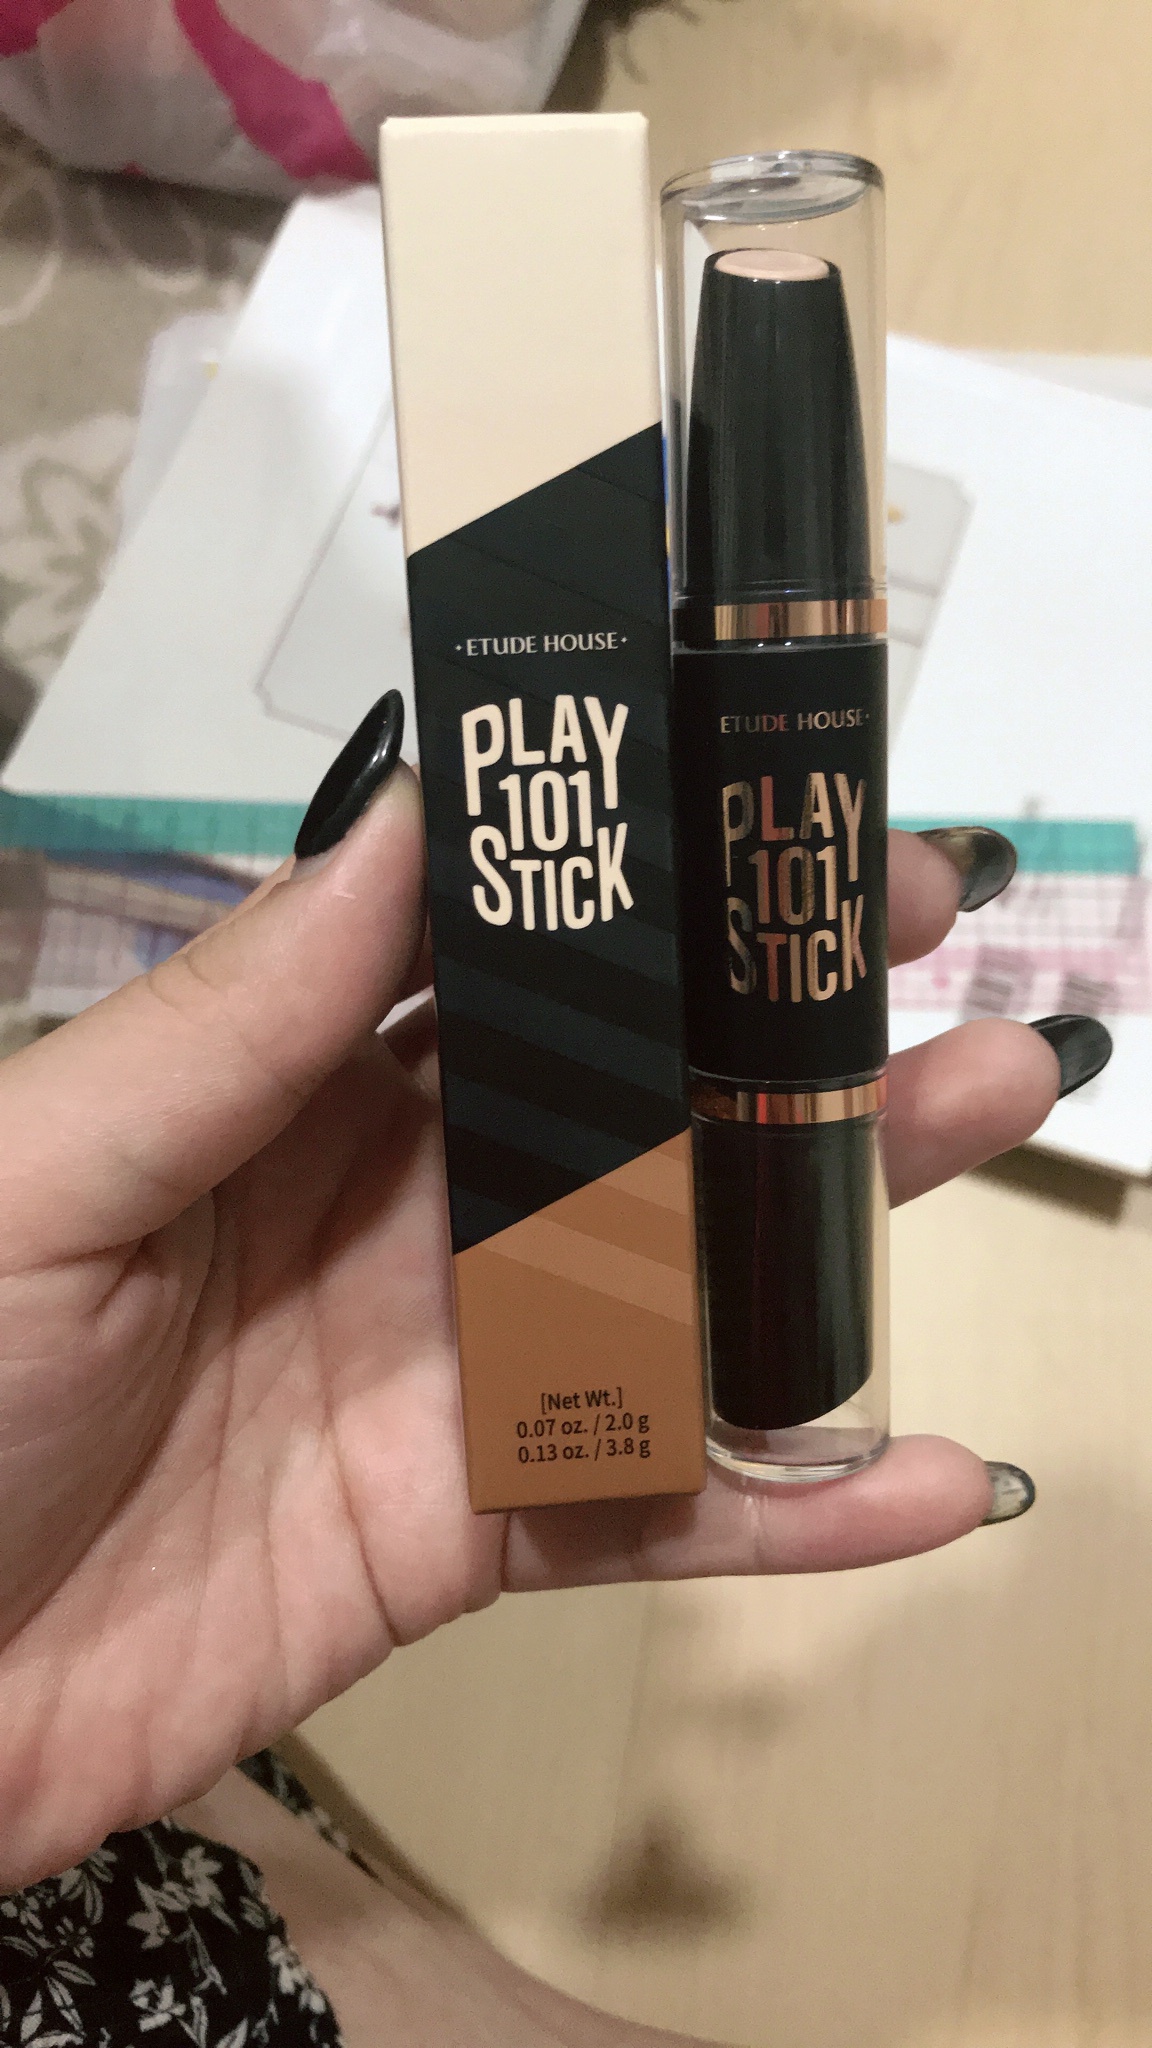 ·ETUDE HOUSE·
PLAY
101
STICK
[Net Wt.]
0.07 oz. / 2.0 g
0.13 oz. / 3.8 g
ETUDE HOUSE·
PLAY
101
STICK